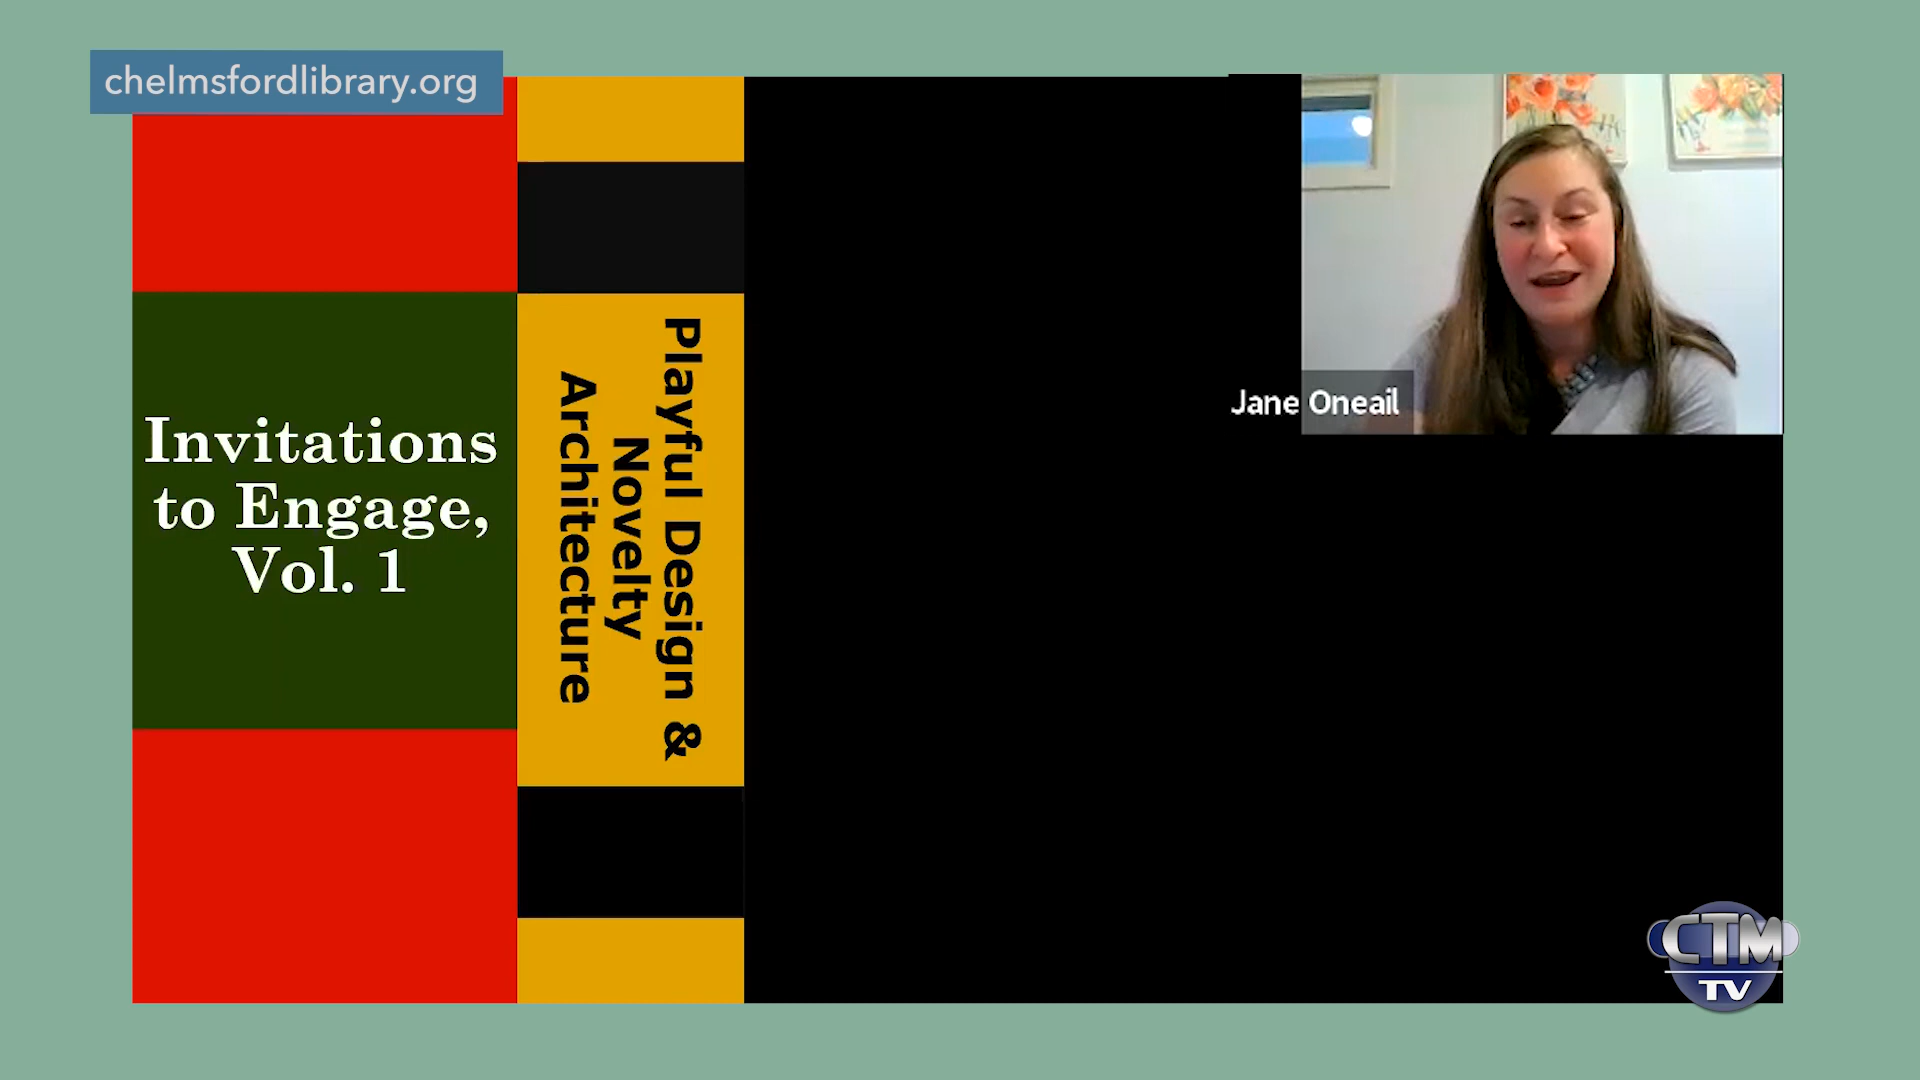 chelmsfordlibrary.org
Invitations
to Engage,
Vol. 1
Playful Design &
Novelty
Architecture
Jane Oneail
CTM
TV